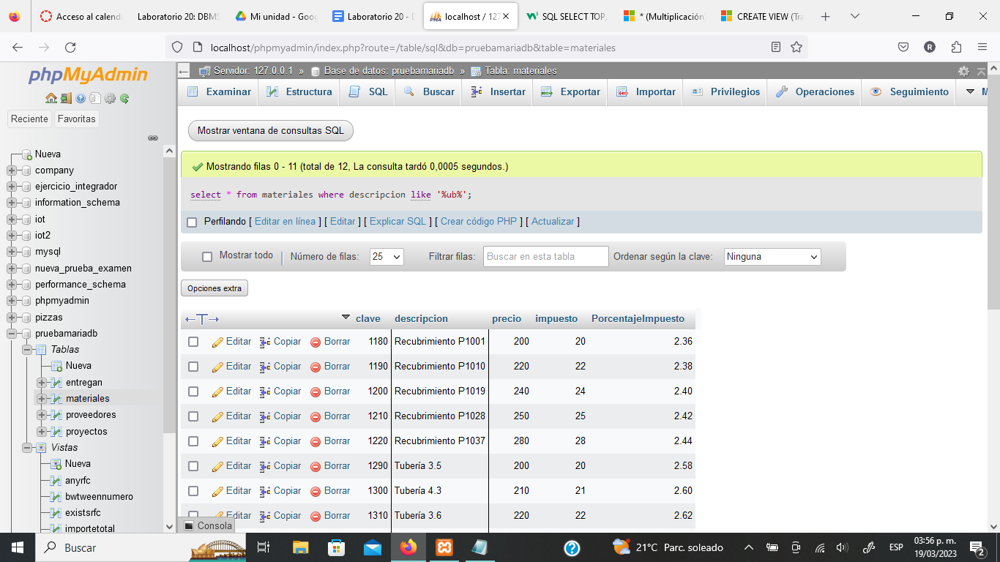 Acceso al calend
Laboratorio 20: DBMS
Mi unidad - Goog
Laboratorio 20 - D
localhost / 127
SQL SELECT TOP,
* (Multiplicación)
CREATE VIEW (Tra
localhost/phpmyadmin/index.php?route=/table/sql&db=pruebamariadb&table=materiales
R
phpMyAdmin
Reciente
Favoritas
Nueva
company
ejercicio_integrador
information_schema
iot
iot2
mysql
nueva_prueba_examen
performance_schema
phpmyadmin
pizzas
pruebamariadb
Tablas
Nueva
entregan
materiales
proveedores
proyectos
Vistas
Nueva
anyrfc
bwtweennumero
existsrfc
importetotal
Servidor: 127.0.0.1 » Base de datos: pruebamariadb » Tabla: materiales
Examinar
Estructura
SQL
Buscar
Insertar
Exportar
Importar
Privilegios
Operaciones
Seguimiento
Mostrar ventana de consultas SQL
Mostrando filas 0 - 11 (total de 12, La consulta tardó 0,0005 segundos.)
select * from materiales where descripcion like '%ub%';
Perfilando [ Editar en línea ] [ Editar ] [ Explicar SQL ] [ Crear código PHP ] [ Actualizar ]
Mostrar todo | Número de filas: 25 Filtrar filas: Buscar en esta tabla Ordenar según la clave: Ninguna
Opciones extra
←T→ clave descripcion precio impuesto PorcentajeImpuesto
Editar Copiar Borrar 1180 Recubrimiento P1001 200 20 2.36
Editar Copiar Borrar 1190 Recubrimiento P1010 220 22 2.38
Editar Copiar Borrar 1200 Recubrimiento P1019 240 24 2.40
Editar Copiar Borrar 1210 Recubrimiento P1028 250 25 2.42
Editar Copiar Borrar 1220 Recubrimiento P1037 280 28 2.44
Editar Copiar Borrar 1290 Tubería 3.5 200 20 2.58
Editar Copiar Borrar 1300 Tubería 4.3 210 21 2.60
Editar Copiar Borrar 1310 Tubería 3.6 220 22 2.62
Consola
Buscar
21°C Parc. soleado
ESP
03:56 p. m.
19/03/2023
2